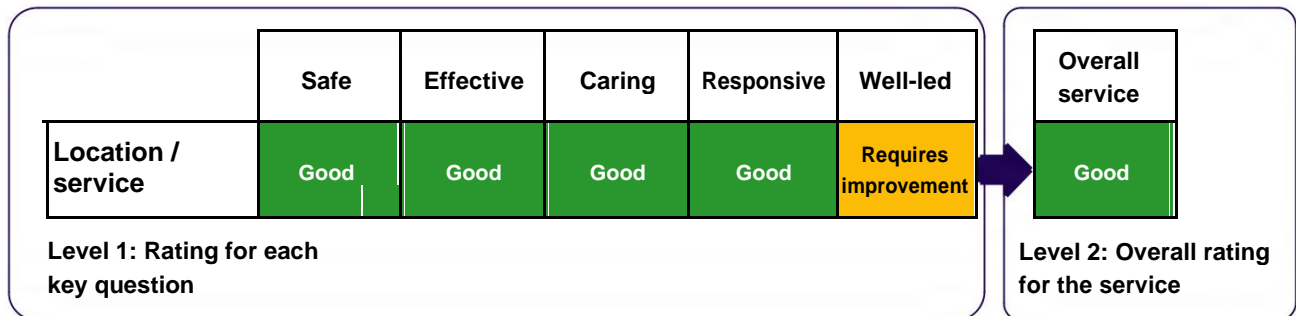 Safe Effective Caring Responsive Well-led
Overall
service
Location /
service
Good Good Good Good
Requires
improvement
Good
Level 1: Rating for each
key question
Level 2: Overall rating
for the service